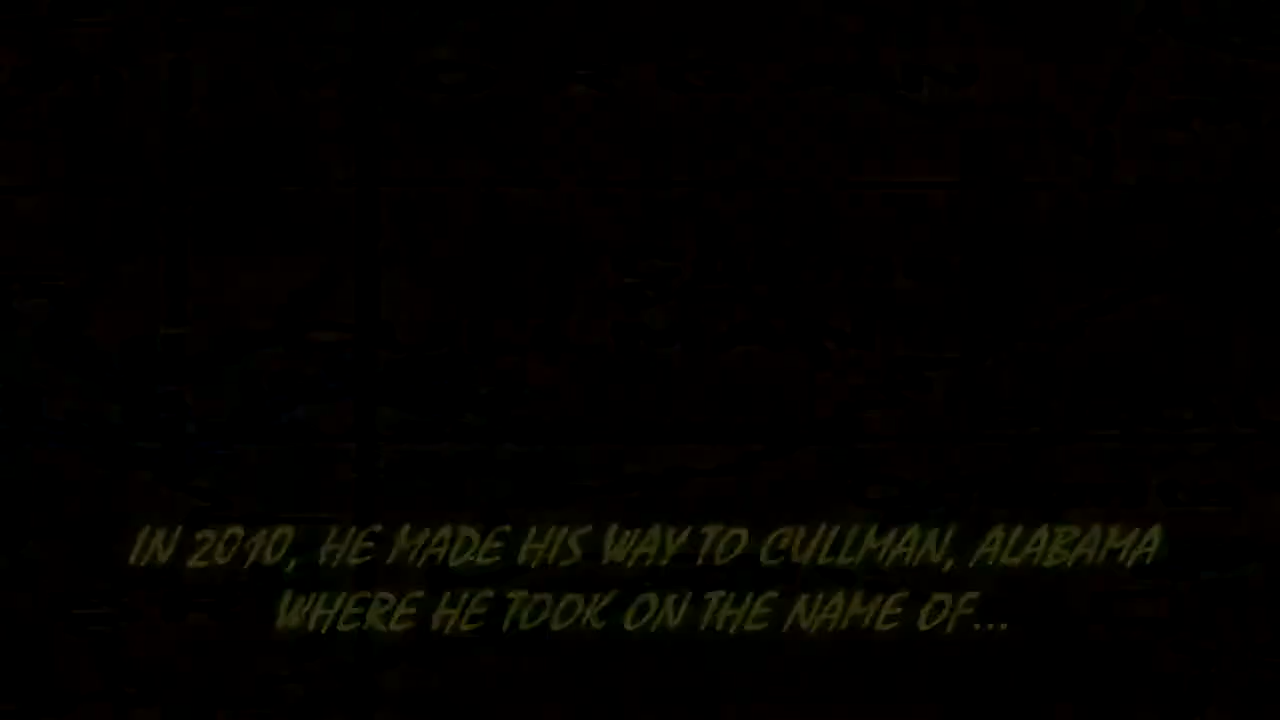 IN 2010, HE MADE HIS WAY TO CULLMAN, ALABAMA
WHERE HE TOOK ON THE NAME OF...